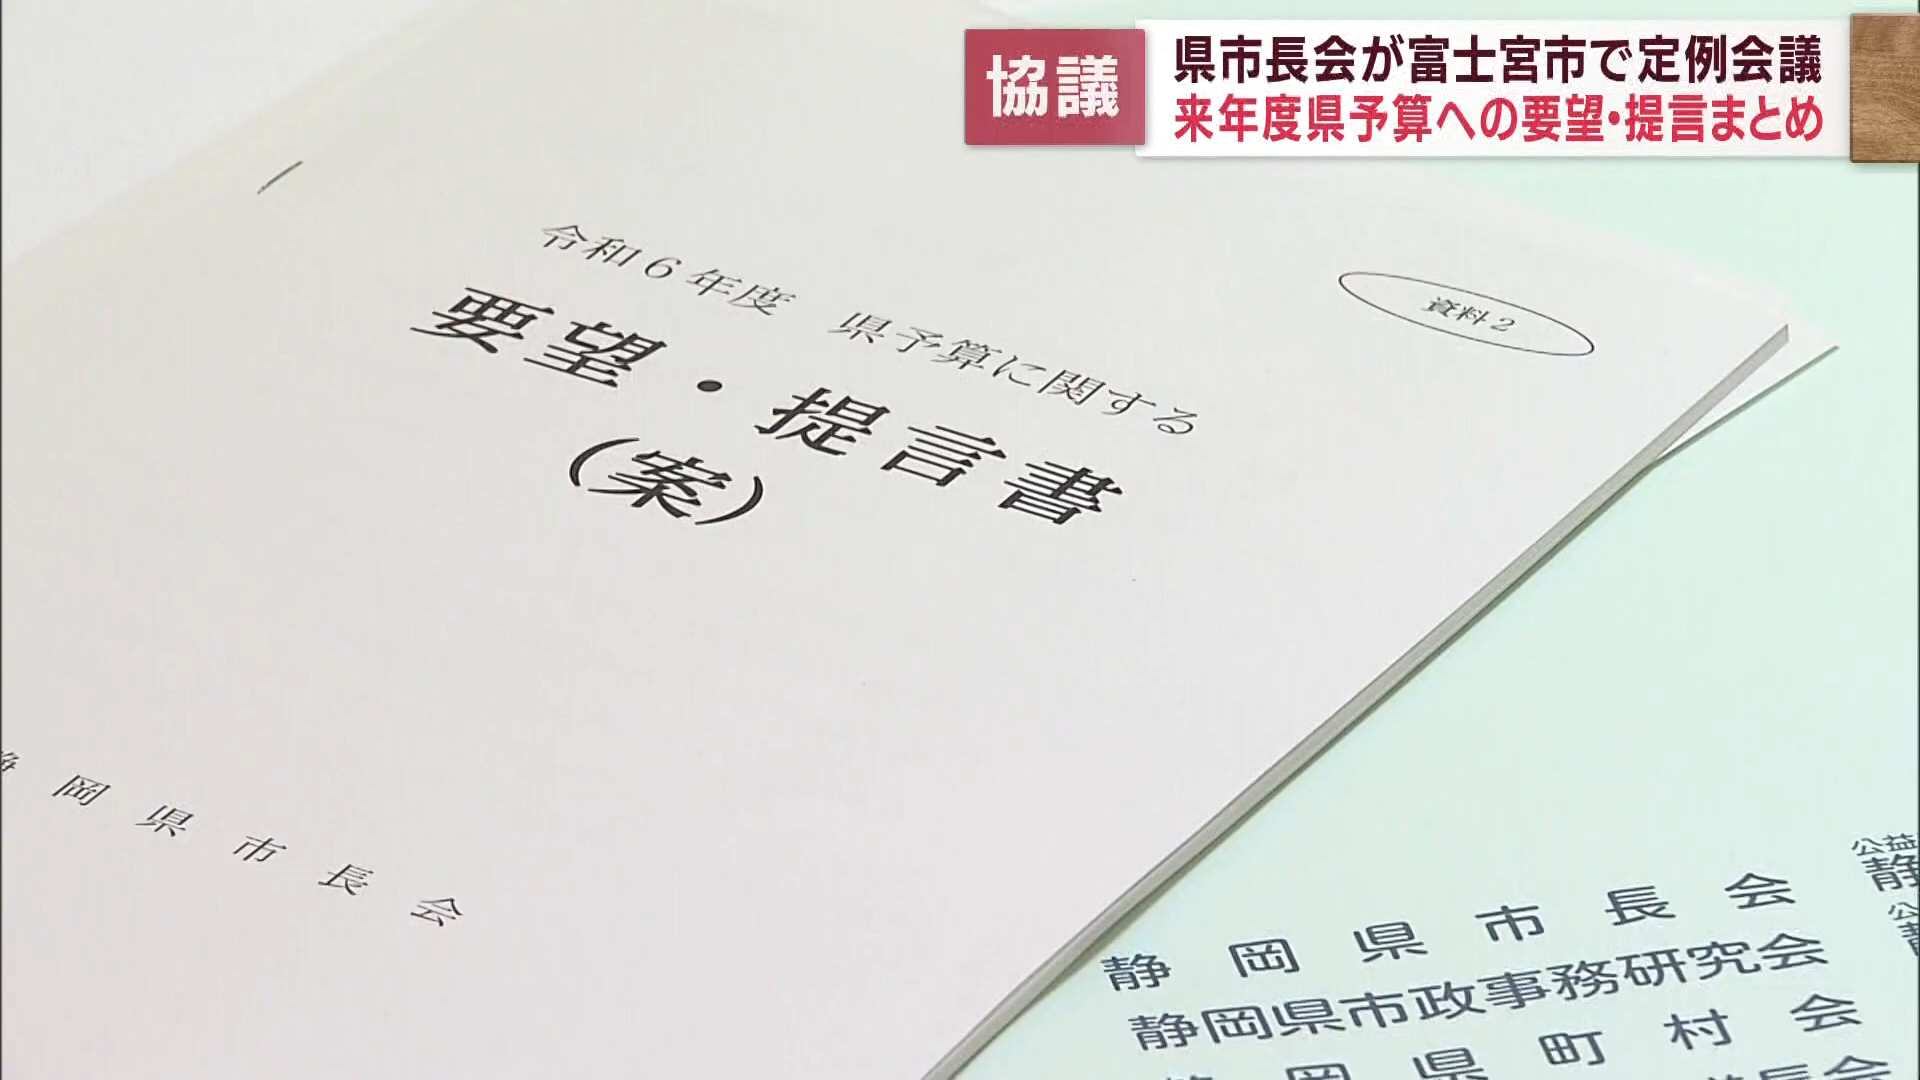 協議
県市長会が富士宮市で定例会議
来年度県予算への要望・提言まとめ
資料2
令和6年度 県予算に関する
要望・提言書
(案)
岡県市長会
公益
静岡県市長会
静岡県市政事務研究会
岡県町村会